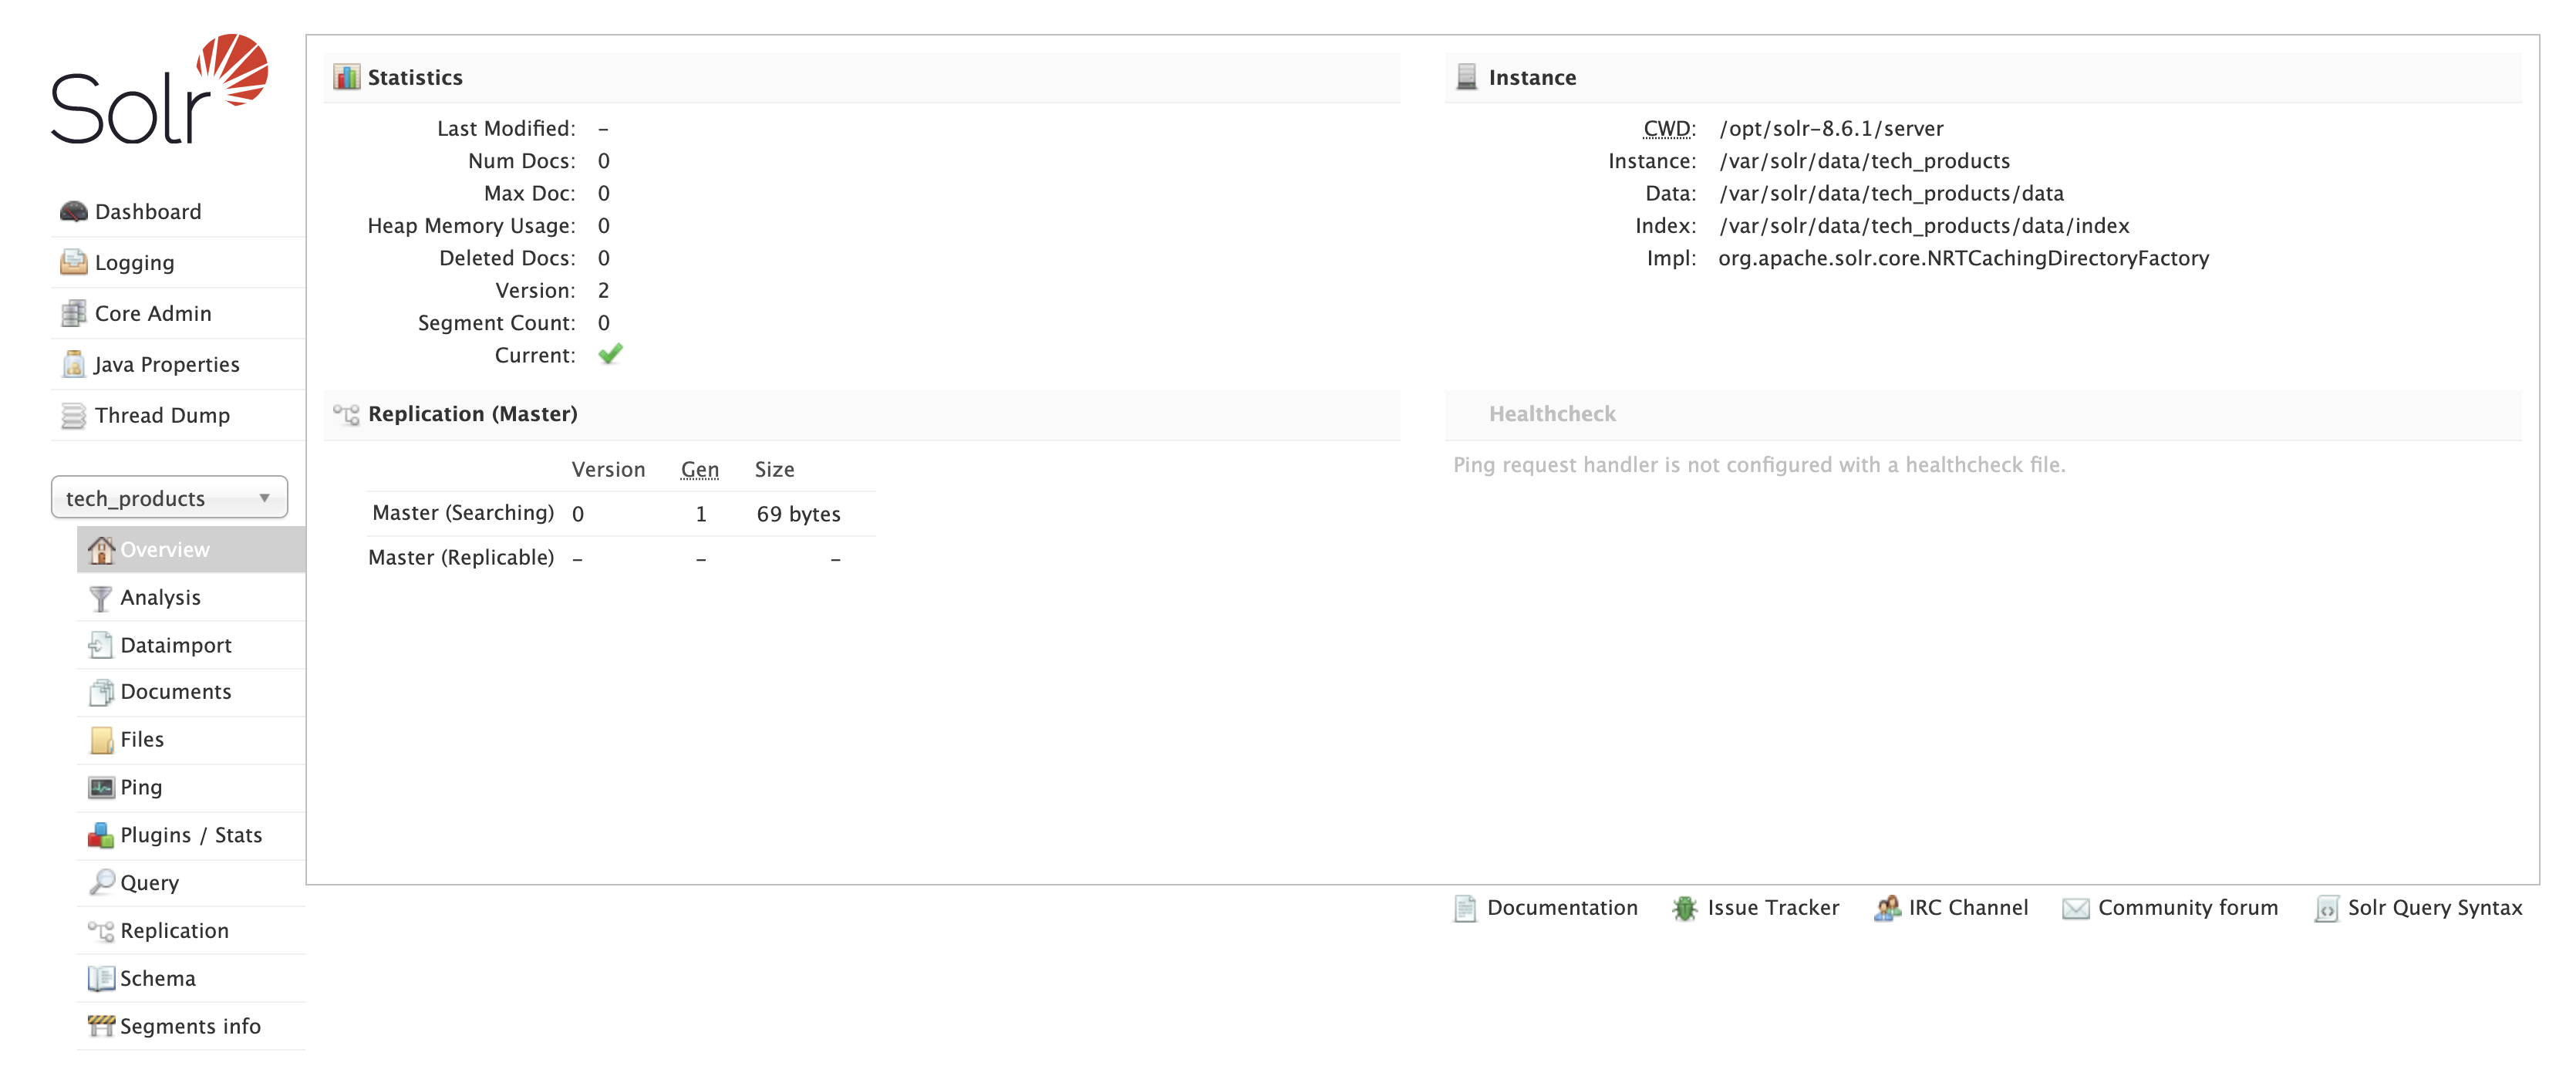 Solr
Dashboard
Logging
Core Admin
Java Properties
Thread Dump
tech_products
Overview
Analysis
Dataimport
Documents
Files
Ping
Plugins / Stats
Query
Replication
Schema
Segments info
Statistics
Last Modified: –
Num Docs: 0
Max Doc: 0
Heap Memory Usage: 0
Deleted Docs: 0
Version: 2
Segment Count: 0
Current:
Instance
CWD: /opt/solr-8.6.1/server
Instance: /var/solr/data/tech_products
Data: /var/solr/data/tech_products/data
Index: /var/solr/data/tech_products/data/index
Impl: org.apache.solr.core.NRTCachingDirectoryFactory
Replication (Master)
Version Gen Size
Master (Searching) 0 1 69 bytes
Master (Replicable) – – –
Healthcheck
Ping request handler is not configured with a healthcheck file.
Documentation Issue Tracker IRC Channel Community forum Solr Query Syntax